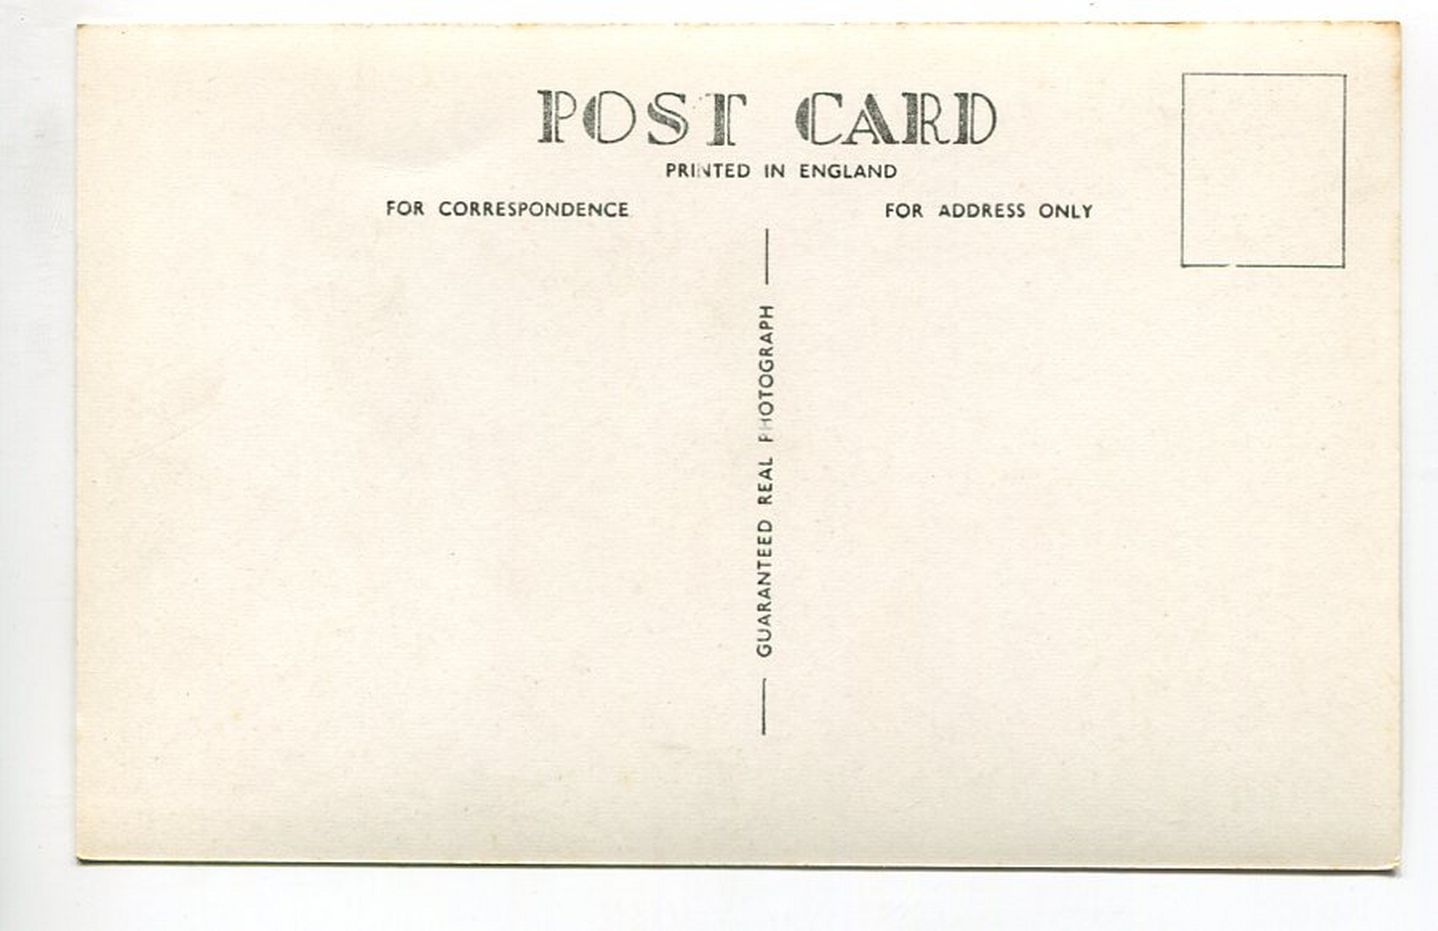 POST CARD
PRINTED IN ENGLAND
FOR CORRESPONDENCE
FOR ADDRESS ONLY
GUARANTEED REAL PHOTOGRAPH